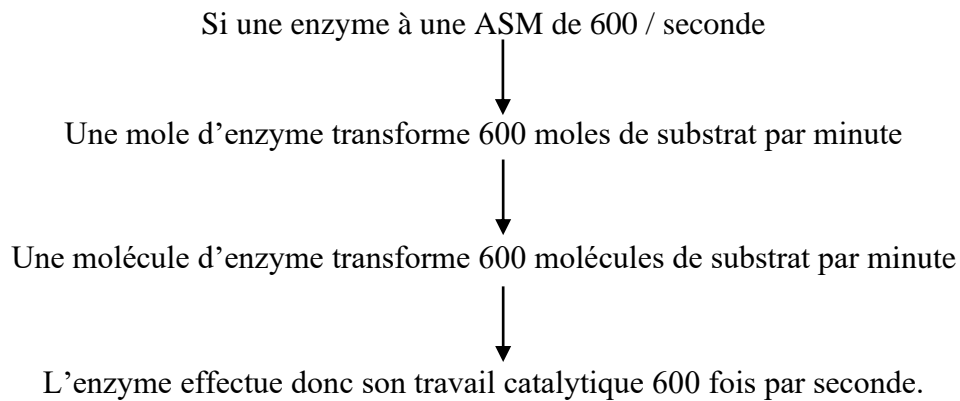 Si une enzyme à une ASM de 600 / seconde
Une mole d’enzyme transforme 600 moles de substrat par minute
Une molécule d’enzyme transforme 600 molécules de substrat par minute
L’enzyme effectue donc son travail catalytique 600 fois par seconde.